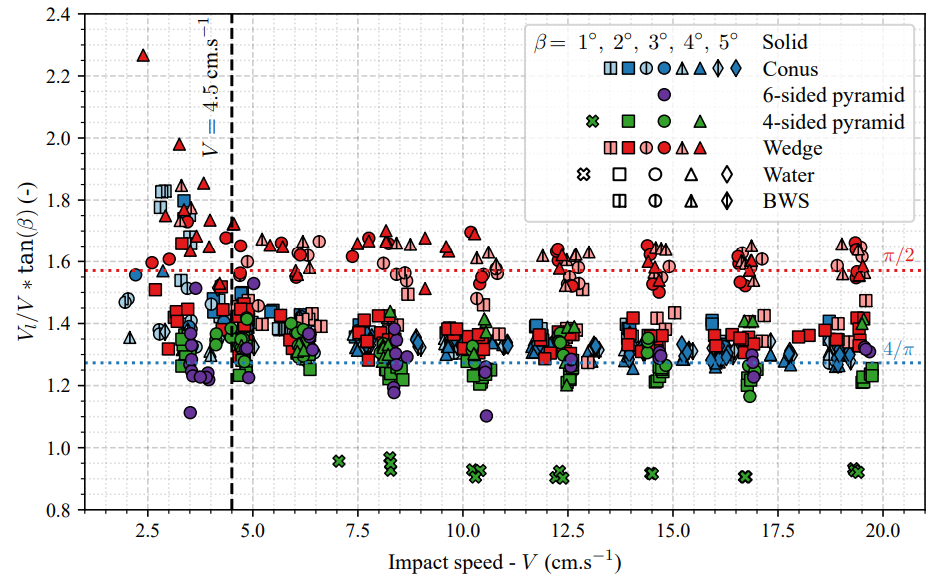 2.4
2.2
2.0
1.8
1.6
1.4
1.2
1.0
0.8
V_l/V * tan(β) (-)
V = 4.5 cm.s⁻¹
β = 1°, 2°, 3°, 4°, 5° Solid
Conus
6-sided pyramid
4-sided pyramid
Wedge
Water
BWS
π/2
4/π
2.5 5.0 7.5 10.0 12.5 15.0 17.5 20.0
Impact speed - V (cm.s⁻¹)